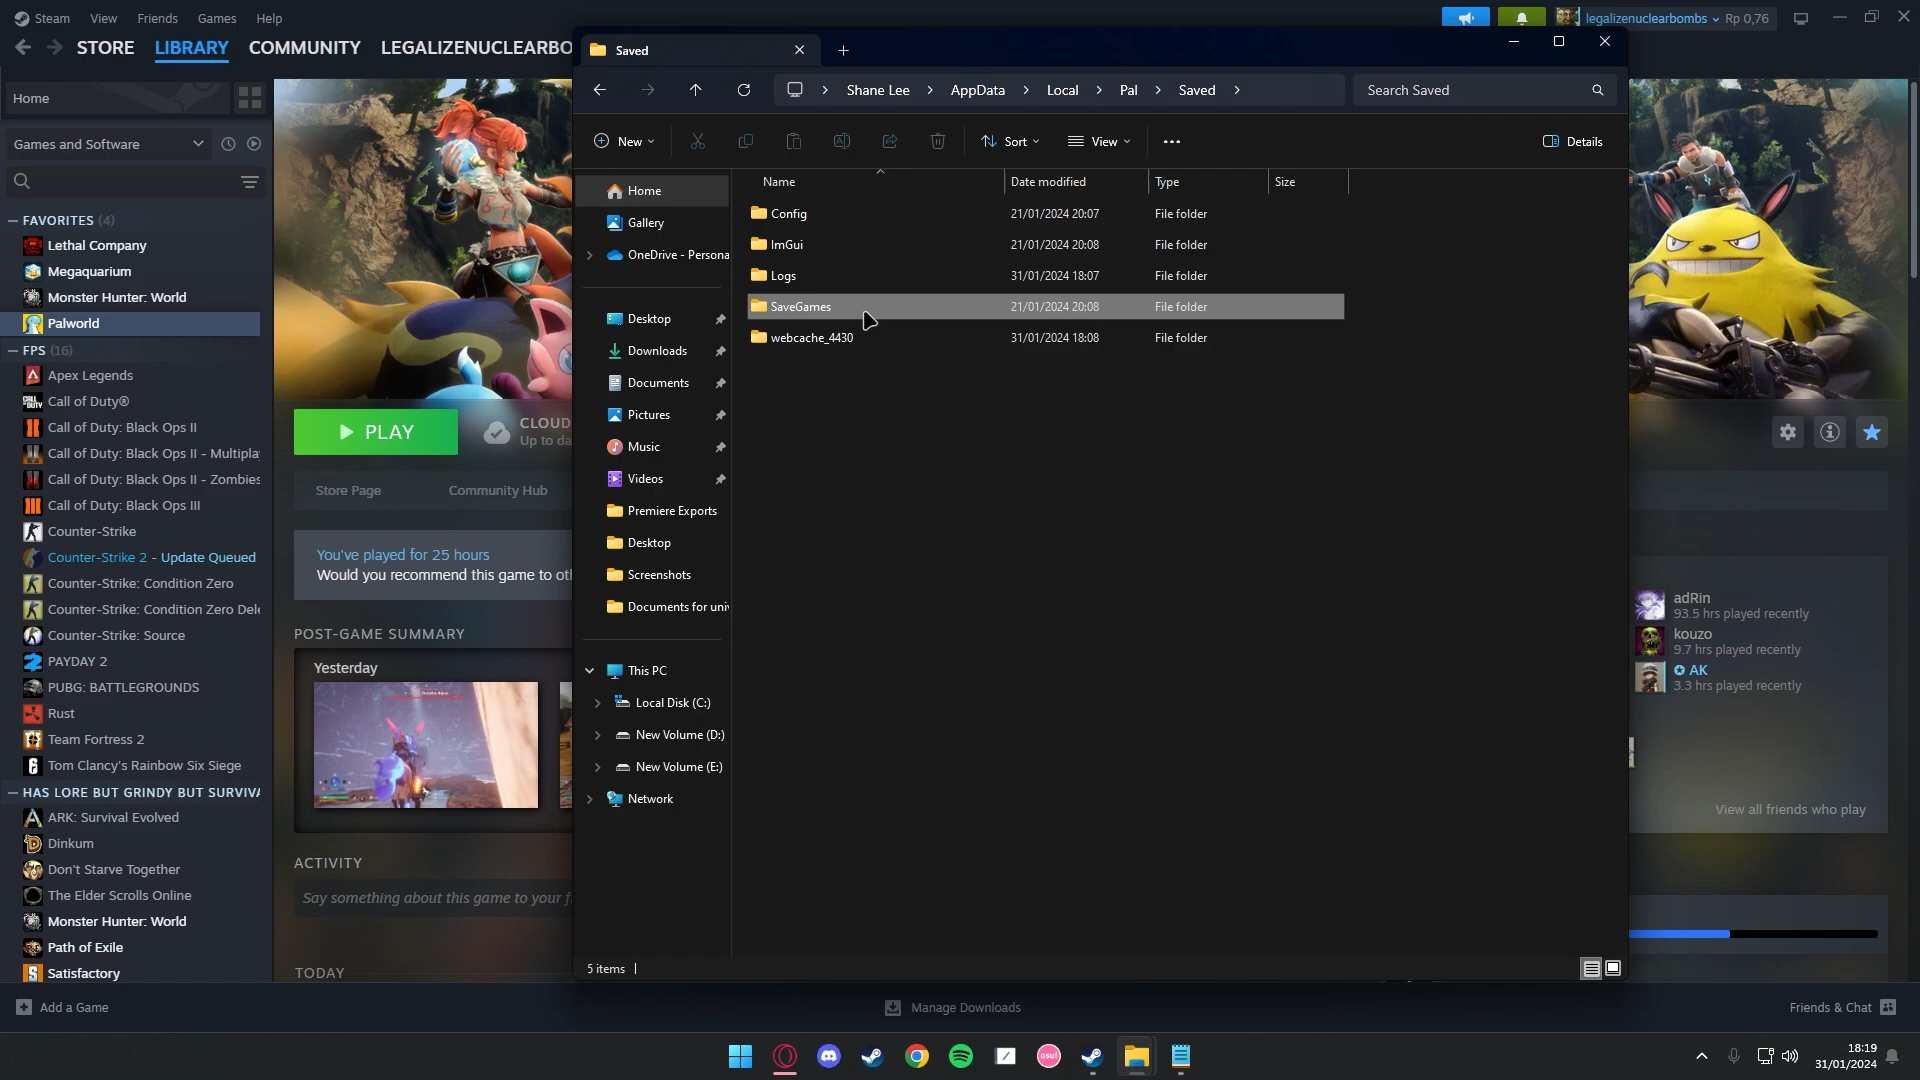 Steam View Friends Games Help
legalizenuclearbombs Rp 0,76
STORE LIBRARY COMMUNITY LEGALIZENUCLEARBO
Home
Games and Software
FAVORITES (4)
Lethal Company
Megaquarium
Monster Hunter: World
Palworld
FPS (16)
Apex Legends
Call of Duty®
Call of Duty: Black Ops II
Call of Duty: Black Ops II - Multipla
Call of Duty: Black Ops II - Zombies
Call of Duty: Black Ops III
Counter-Strike
Counter-Strike 2 - Update Queued
Counter-Strike: Condition Zero
Counter-Strike: Condition Zero Dele
Counter-Strike: Source
PAYDAY 2
PUBG: BATTLEGROUNDS
Rust
Team Fortress 2
Tom Clancy's Rainbow Six Siege
HAS LORE BUT GRINDY BUT SURVIVA
ARK: Survival Evolved
Dinkum
Don't Starve Together
The Elder Scrolls Online
Monster Hunter: World
Path of Exile
Satisfactory
Add a Game
PLAY
CLOUD
Up to da
Store Page Community Hub
You've played for 25 hours
Would you recommend this game to oth
POST-GAME SUMMARY
Yesterday
ACTIVITY
Say something about this game to your f
TODAY
Saved
Shane Lee AppData Local Pal Saved
Search Saved
New Sort View Details
Home
Gallery
OneDrive - Persona
Desktop
Downloads
Documents
Pictures
Music
Videos
Premiere Exports
Desktop
Screenshots
Documents for univ
This PC
Local Disk (C:)
New Volume (D:)
New Volume (E:)
Network
Name Date modified Type Size
Config 21/01/2024 20:07 File folder
ImGui 21/01/2024 20:08 File folder
Logs 31/01/2024 18:07 File folder
SaveGames 21/01/2024 20:08 File folder
webcache_4430 31/01/2024 18:08 File folder
5 items
adRin
93.5 hrs played recently
kouzo
9.7 hrs played recently
AK
3.3 hrs played recently
View all friends who play
Manage Downloads
Friends & Chat
osu!
18:19
31/01/2024